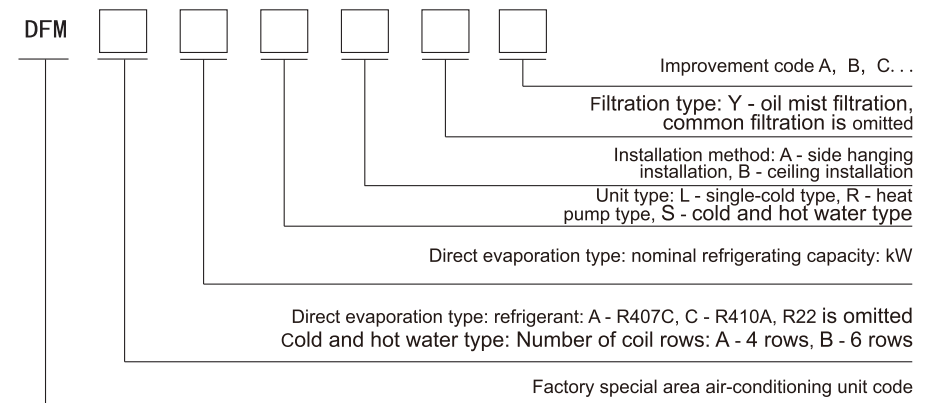 DFM
Improvement code A, B, C...
Filtration type: Y - oil mist filtration,
common filtration is omitted
Installation method: A - side hanging
installation, B - ceiling installation
Unit type: L - single-cold type, R - heat
pump type, S - cold and hot water type
Direct evaporation type: nominal refrigerating capacity: kW
Direct evaporation type: refrigerant: A - R407C, C - R410A, R22 is omitted
Cold and hot water type: Number of coil rows: A - 4 rows, B - 6 rows
Factory special area air-conditioning unit code